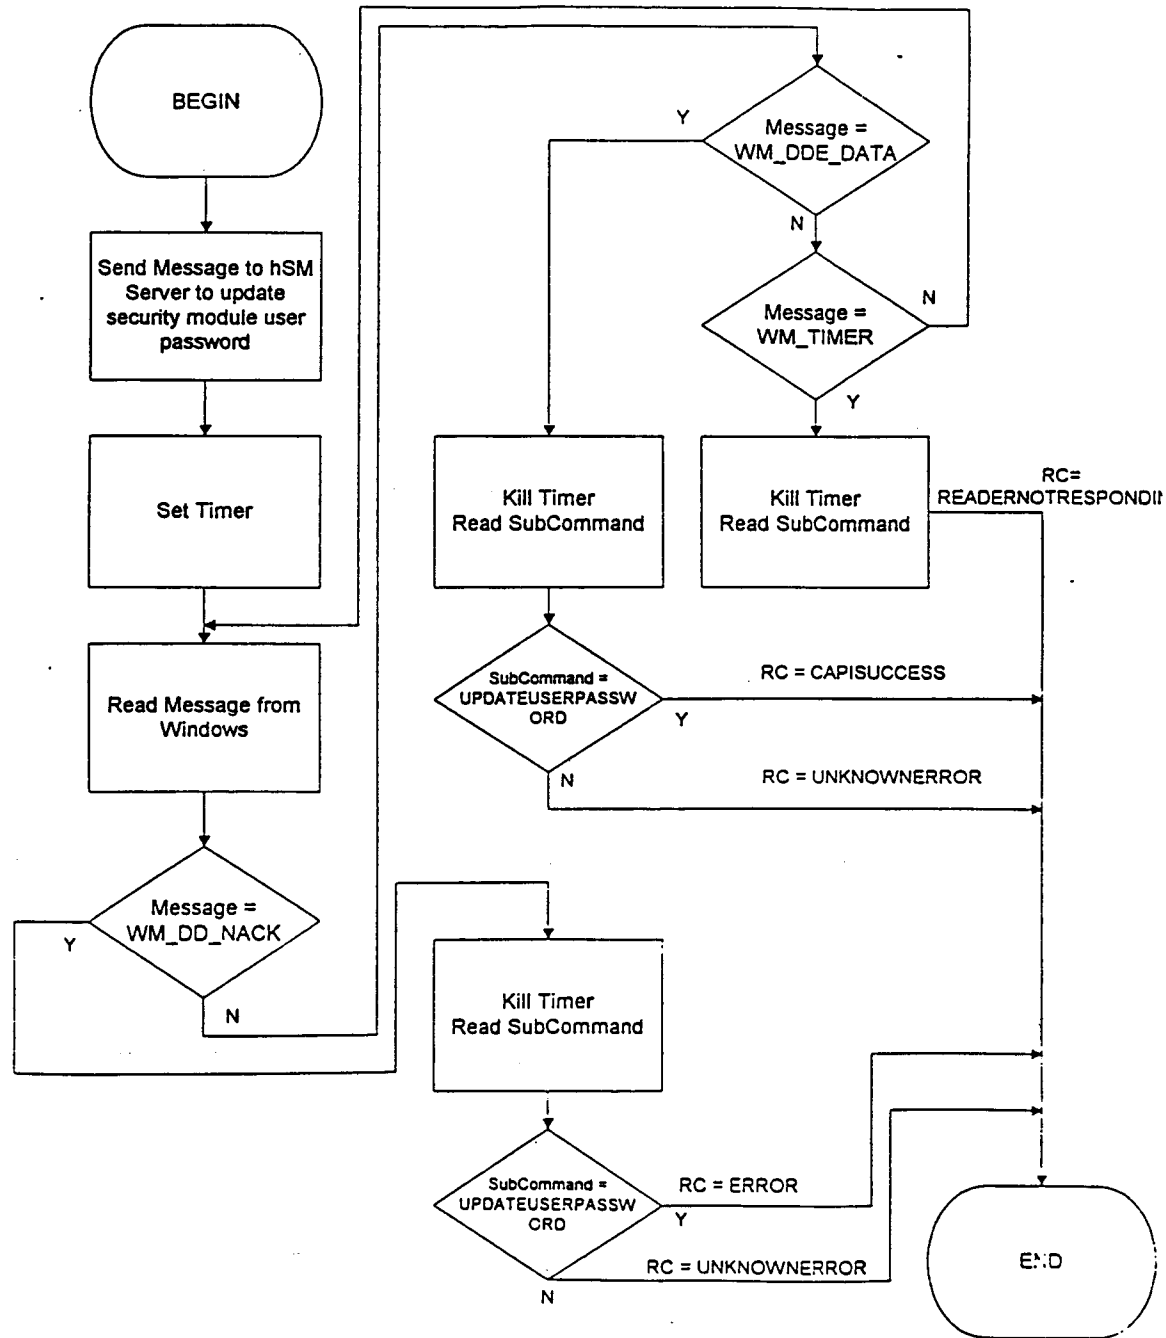 BEGIN
Send Message to hSM
Server to update
security module user
password
Set Timer
Read Message from
Windows
Message =
WM_DD_NACK
Y
N
Message =
WM_DDE_DATA
Y
N
Message =
WM_TIMER
N
Y
Kill Timer
Read SubCommand
Kill Timer
Read SubCommand
RC=
READERNOTRESPONDI
SubCommand =
UPDATEUSERPASSW
ORD
RC = CAPISUCCESS
Y
N
RC = UNKNOWNERROR
Kill Timer
Read SubCommand
SubCommand =
UPDATEUSERPASSW
ORD
RC = ERROR
Y
RC = UNKNOWNERROR
N
END